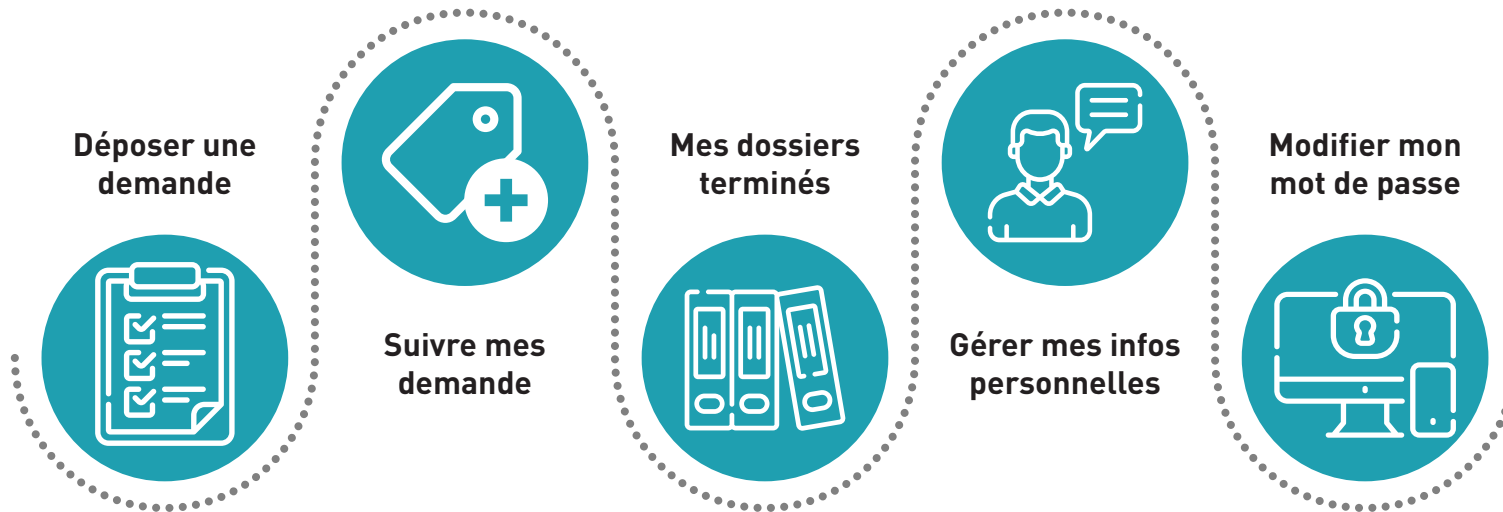 Déposer une
demande
Suivre mes
demande
Mes dossiers
terminés
Gérer mes infos
personnelles
Modifier mon
mot de passe